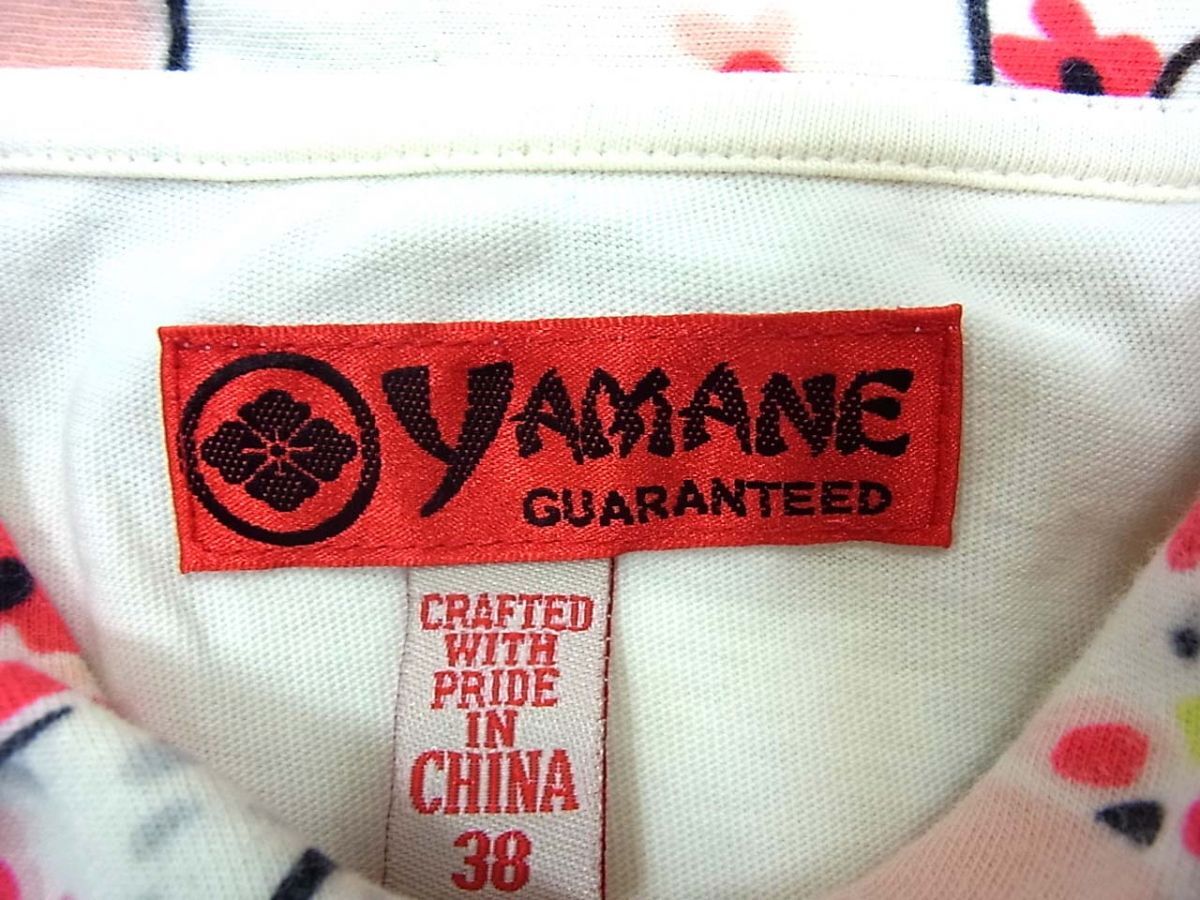 YAMANE
GUARANTEED
CRAFTED
WITH
PRIDE
IN
CHINA
38